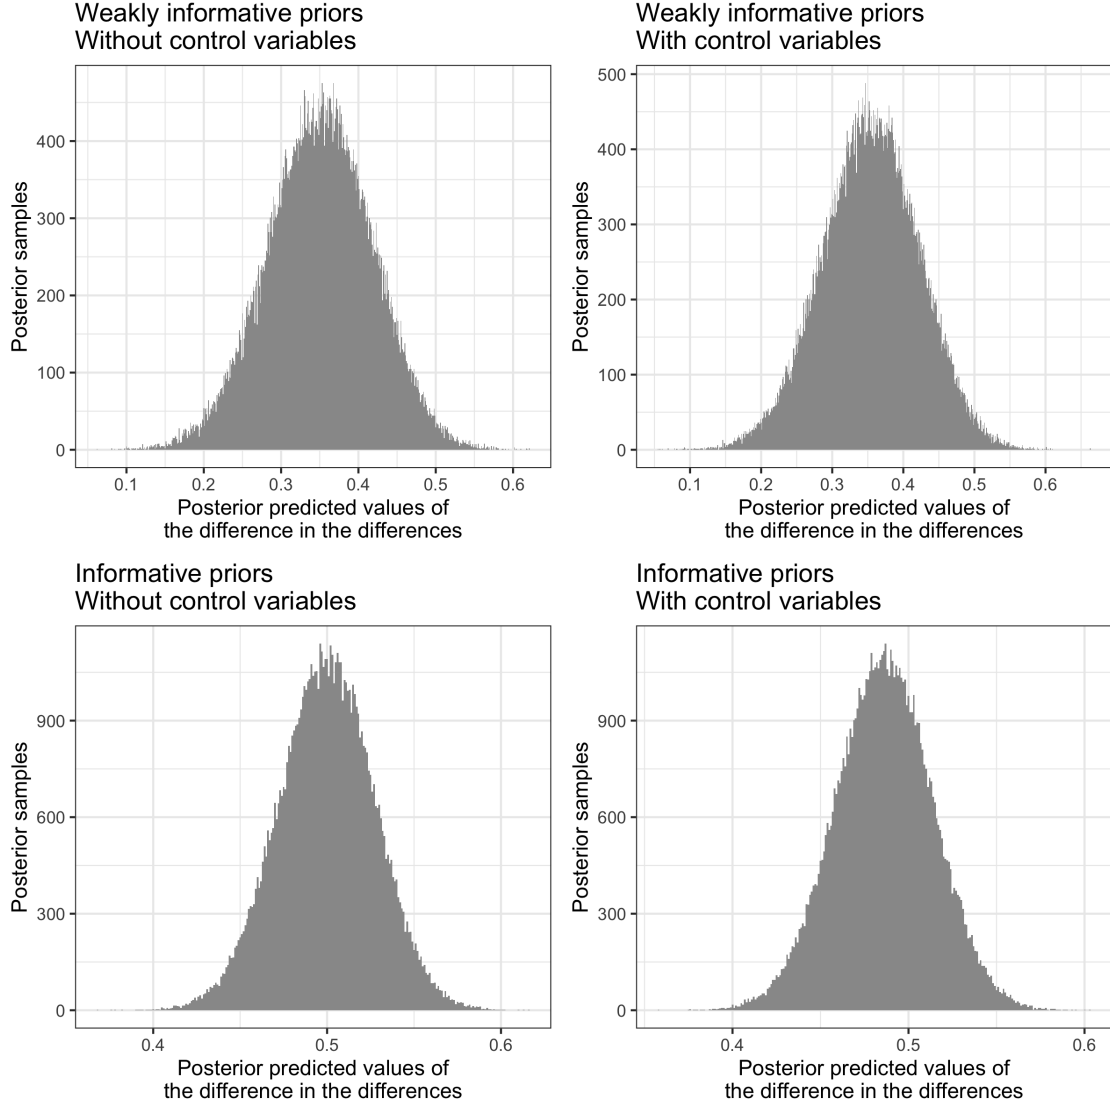 Weakly informative priors
Without control variables
400
300
200
100
0
0.1 0.2 0.3 0.4 0.5 0.6
Posterior samples
Posterior predicted values of
the difference in the differences
Weakly informative priors
With control variables
500
400
300
200
100
0
0.1 0.2 0.3 0.4 0.5 0.6
Posterior samples
Posterior predicted values of
the difference in the differences
Informative priors
Without control variables
900
600
300
0
0.4 0.5 0.6
Posterior samples
Posterior predicted values of
the difference in the differences
Informative priors
With control variables
900
600
300
0
0.4 0.5 0.6
Posterior samples
Posterior predicted values of
the difference in the differences